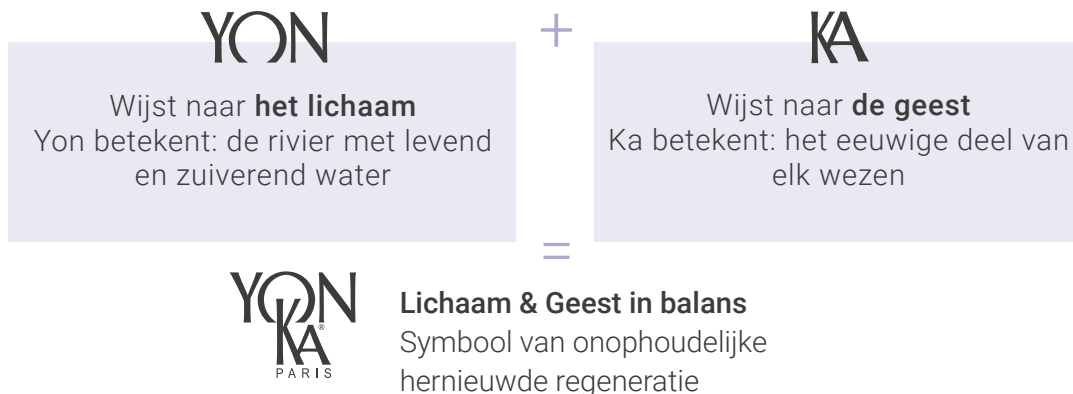 YON
+
KA
Wijst naar het lichaam
Yon betekent: de rivier met levend
en zuiverend water
Wijst naar de geest
Ka betekent: het eeuwige deel van
elk wezen
=
YON
KA®
PARIS
Lichaam & Geest in balans
Symbool van onophoudelijke
hernieuwde regeneratie